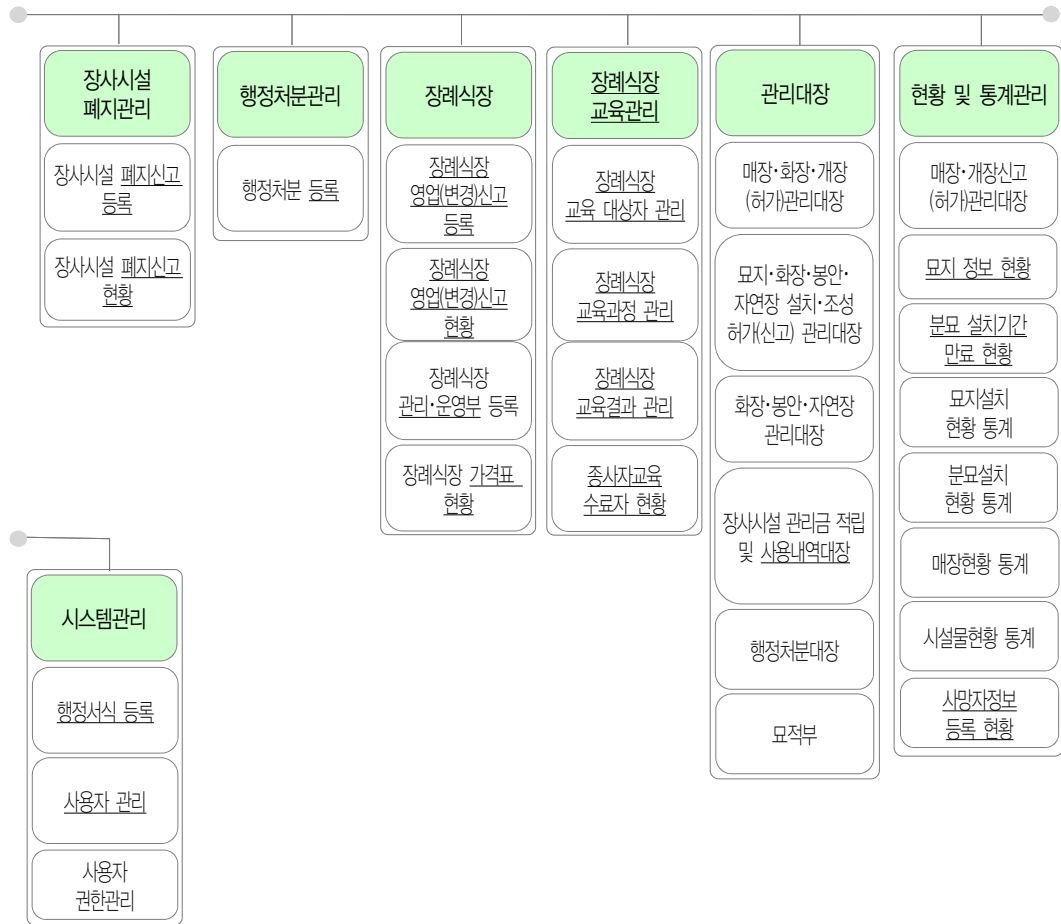 장사시설
폐지관리
장사시설 폐지신고
등록
장사시설 폐지신고
현황
행정처분관리
행정처분 등록
장례식장
장례식장
영업(변경)신고
등록
장례식장
영업(변경)신고
현황
장례식장
관리·운영부 등록
장례식장 가격표
현황
장례식장
교육관리
장례식장
교육 대상자 관리
장례식장
교육과정 관리
장례식장
교육결과 관리
종사자교육
수료자 현황
관리대장
매장·화장·개장
(허가)관리대장
묘지·화장·봉안·
자연장 설치·조성
허가(신고) 관리대장
화장·봉안·자연장
관리대장
장사시설 관리금 적립
및 사용내역대장
행정처분대장
묘적부
현황 및 통계관리
매장·개장신고
(허가)관리대장
묘지 정보 현황
분묘 설치기간
만료 현황
묘지설치
현황 통계
분묘설치
현황 통계
매장현황 통계
시설물현황 통계
사망자정보
등록 현황
시스템관리
행정서식 등록
사용자 관리
사용자
권한관리